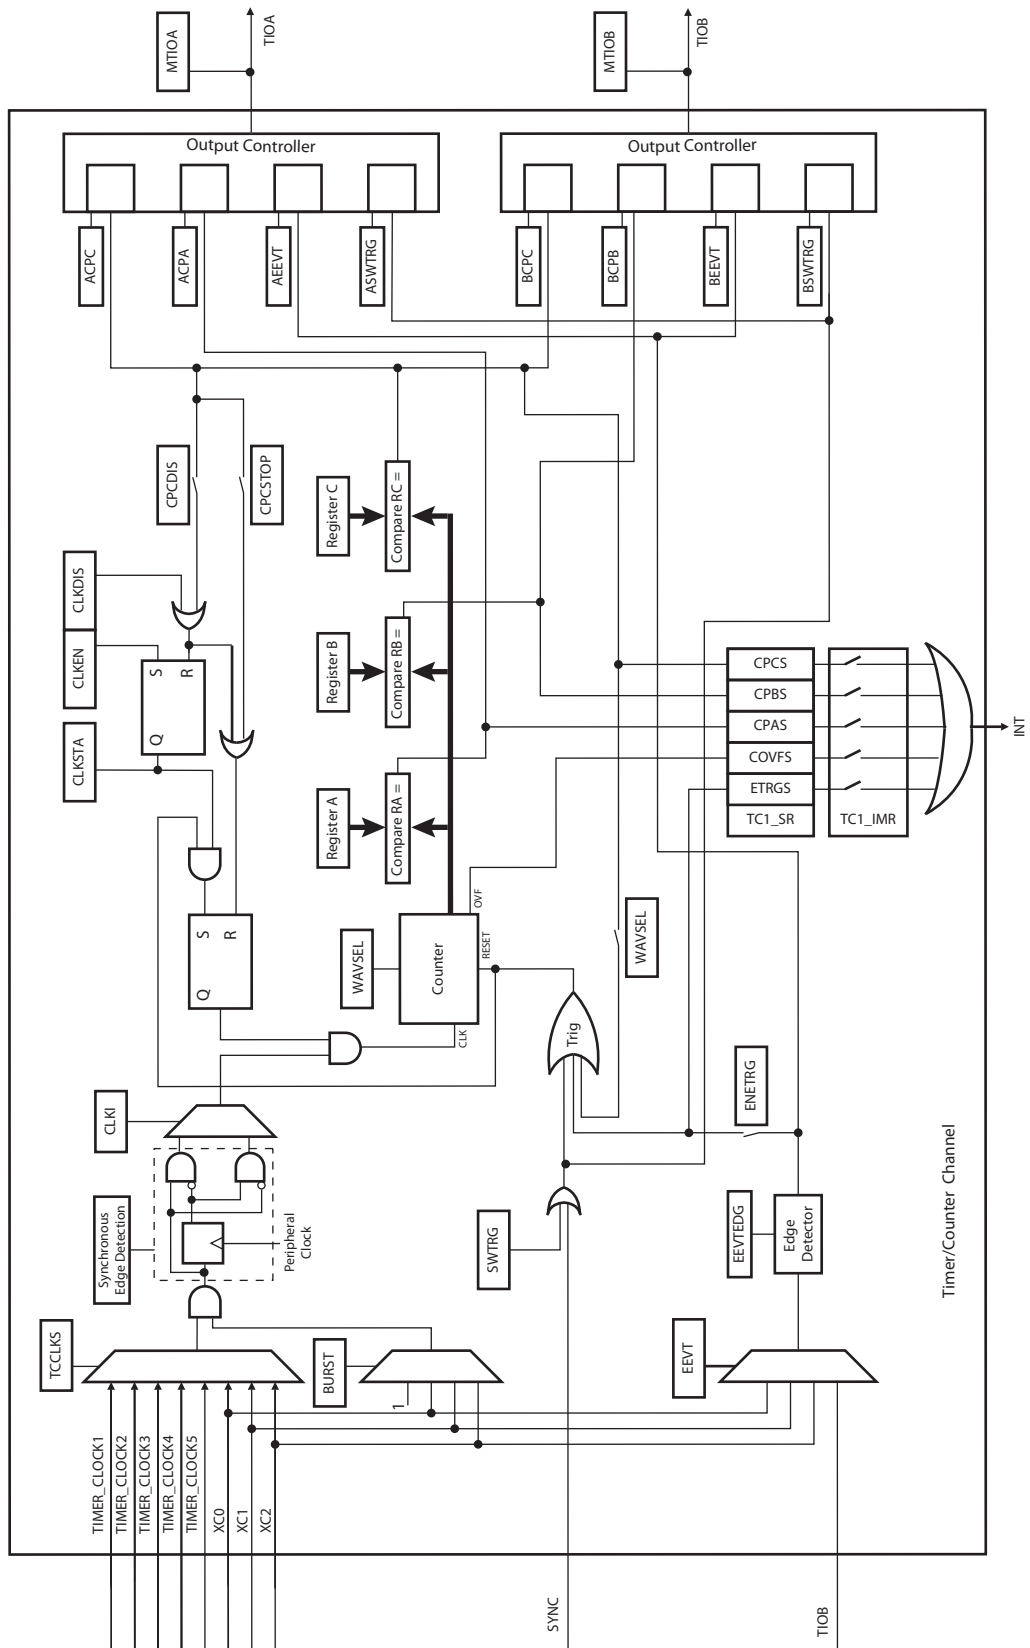 MTIOA
TIOA
MTIOB
TIOB
Output Controller
Output Controller
ACPC
ACPA
AEEVT
ASWTRG
BCPC
BCPB
BEEVT
BSWTRG
CPCDIS
CPCSTOP
Register C
Compare RC =
CLKDIS
CLKEN
CLKSTA
S
R
Q
Register B
Compare RB =
Register A
Compare RA =
CPCS
CPBS
CPAS
COVFS
ETRGS
TC1_SR
TC1_IMR
INT
S
R
Q
WAVSEL
Counter
OVF
RESET
CLK
WAVSEL
Trig
CLKI
ENETRG
Synchronous
Edge Detection
Peripheral
Clock
SWTRG
EEVTEDG
Edge
Detector
Timer/Counter Channel
TCCLKS
BURST
1
EEVT
TIMER_CLOCK1
TIMER_CLOCK2
TIMER_CLOCK3
TIMER_CLOCK4
TIMER_CLOCK5
XC0
XC1
XC2
SYNC
TIOB